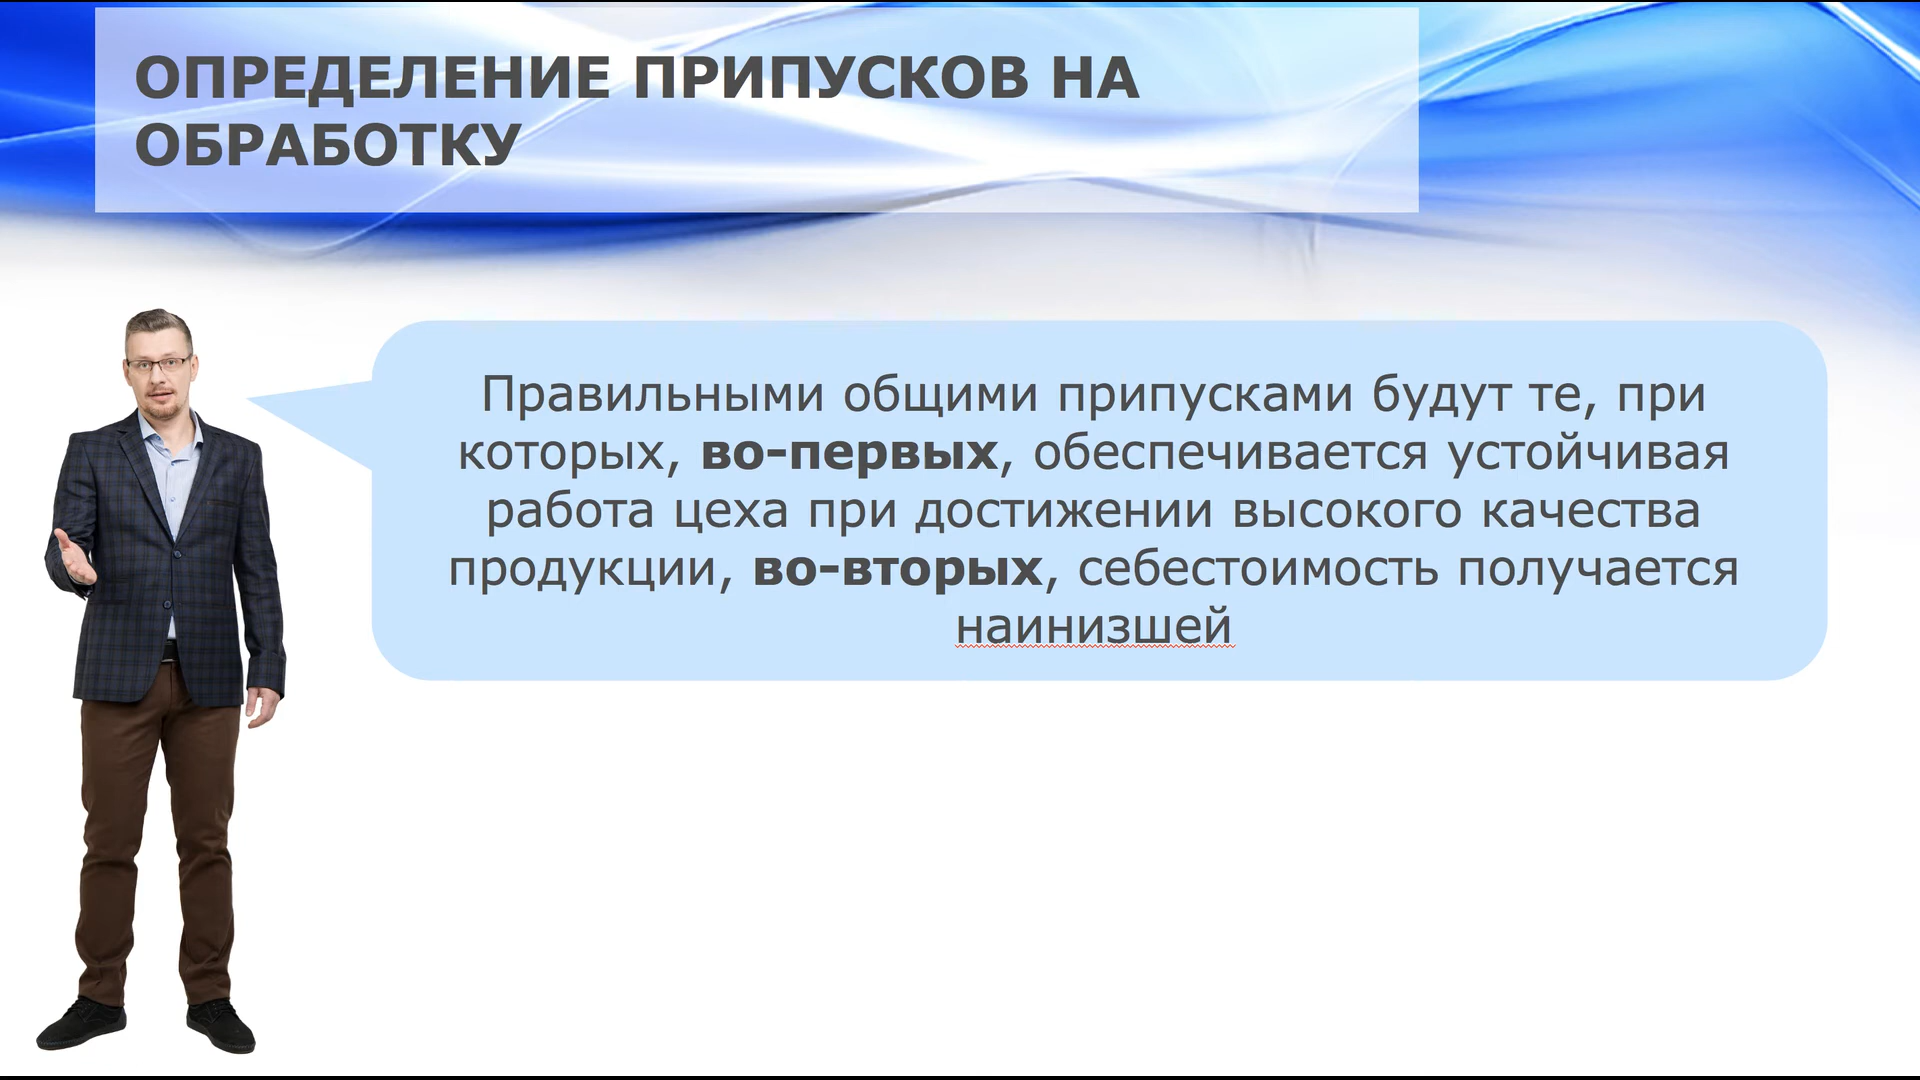 ОПРЕДЕЛЕНИЕ ПРИПУСКОВ НА
ОБРАБОТКУ
Правильными общими припусками будут те, при
которых, во-первых, обеспечивается устойчивая
работа цеха при достижении высокого качества
продукции, во-вторых, себестоимость получается
наинизшей